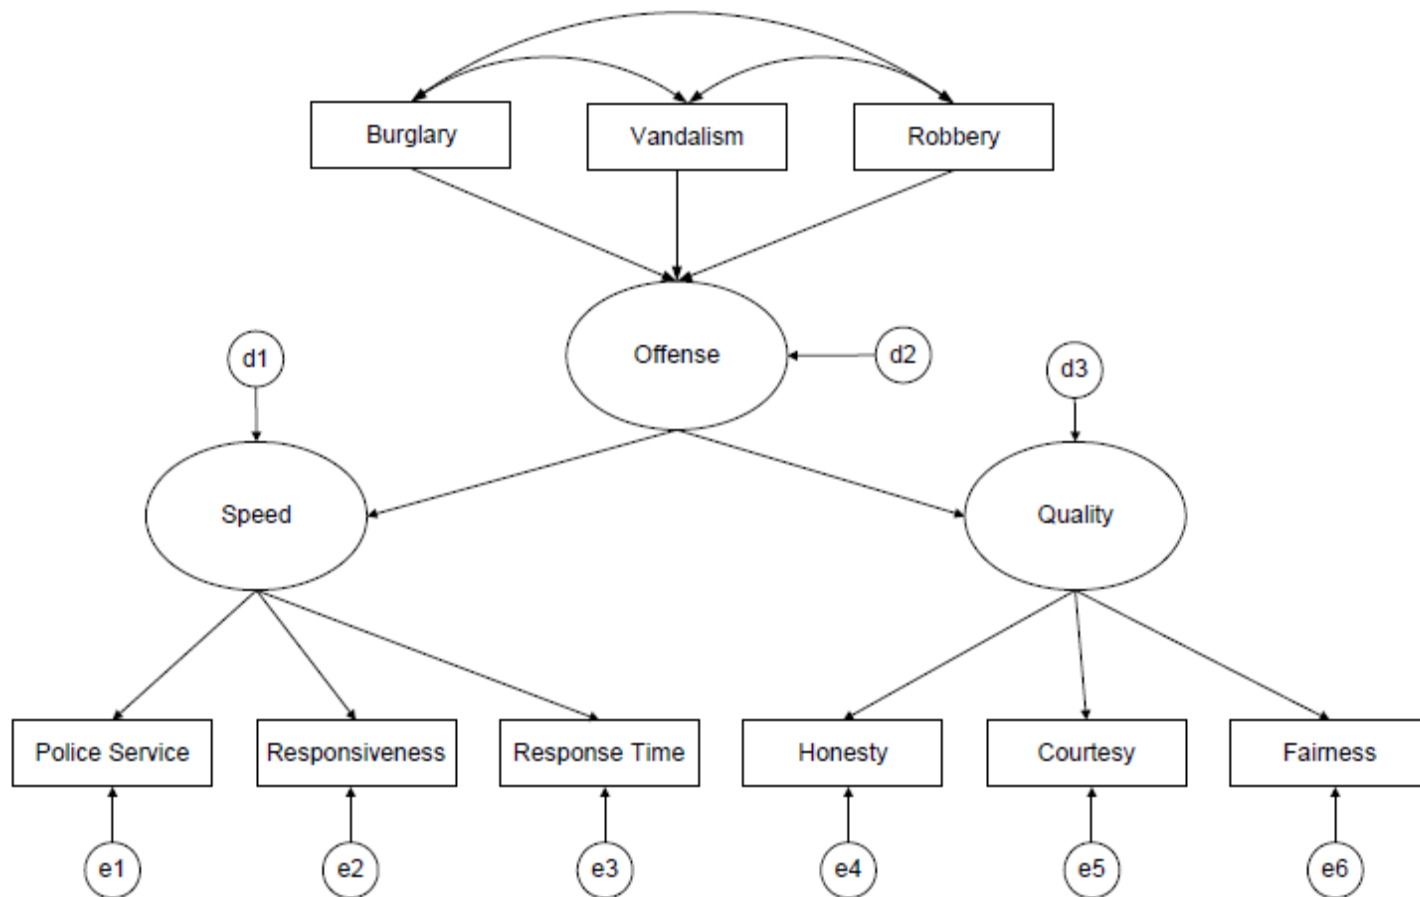 Burglary
Vandalism
Robbery
Offense
d1
d2
d3
Speed
Quality
Police Service
Responsiveness
Response Time
Honesty
Courtesy
Fairness
e1
e2
e3
e4
e5
e6